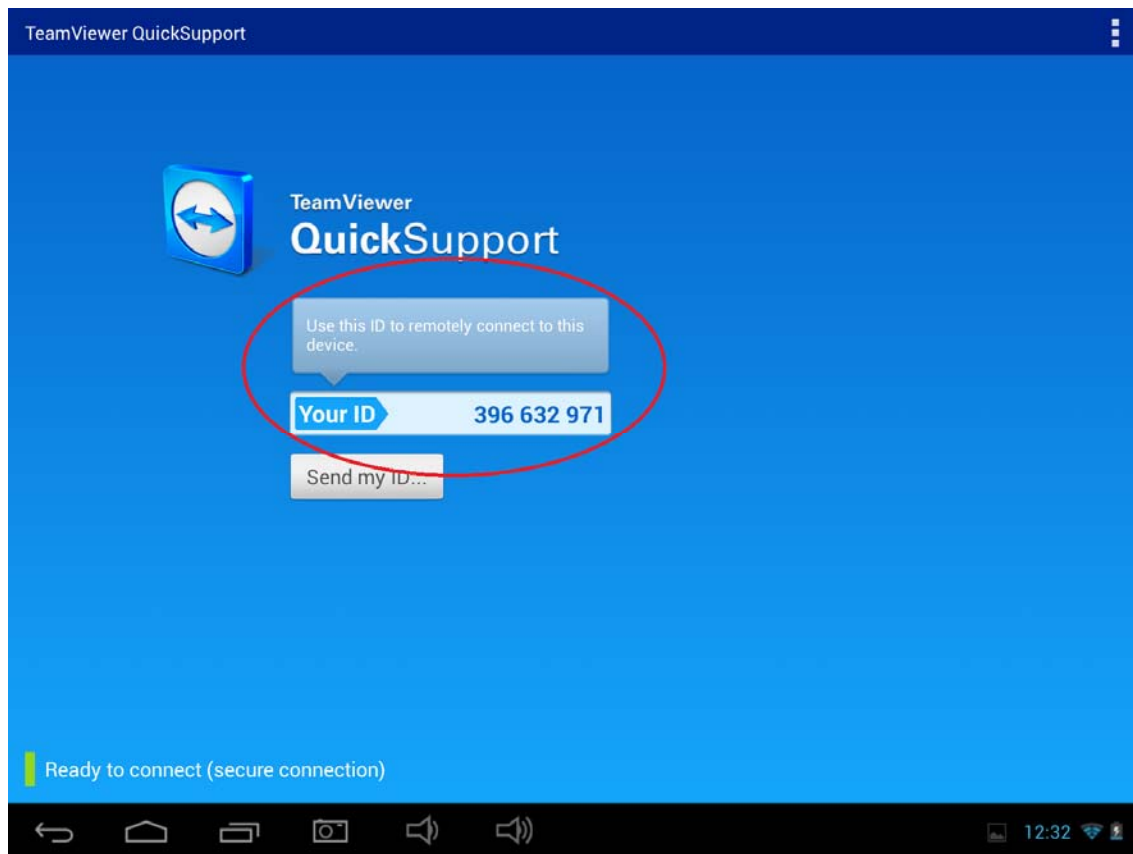 TeamViewer QuickSupport
TeamViewer
QuickSupport
Use this ID to remotely connect to this
device.
Your ID 396 632 971
Send my ID...
Ready to connect (secure connection)
12:32